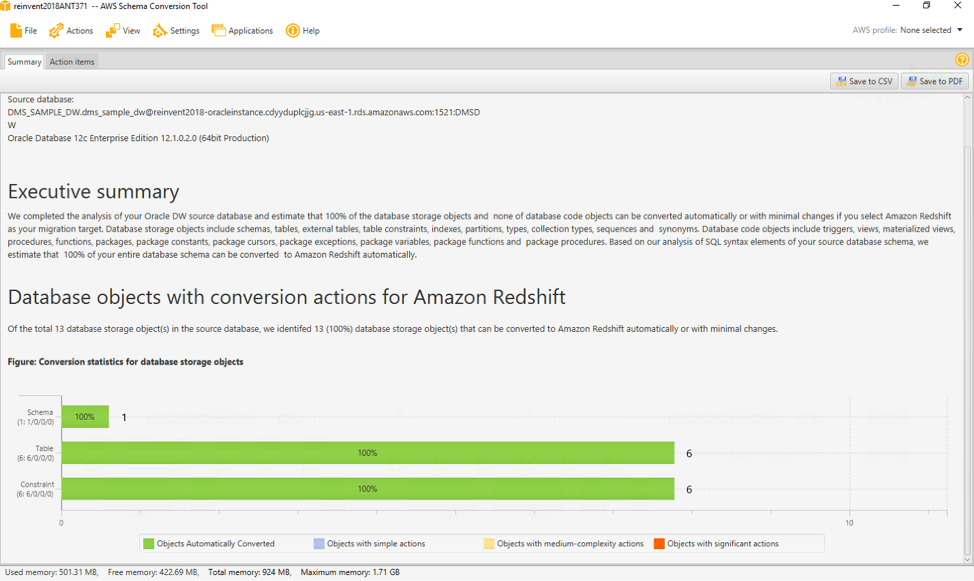 reinvent2018ANT371 -- AWS Schema Conversion Tool
File Actions View Settings Applications Help AWS profile: None selected
Summary Action items
Save to CSV Save to PDF
Source database:
DMS_SAMPLE_DW.dms_sample_dw@reinvent2018-oracleinstance.cdyyduplcjjg.us-east-1.rds.amazonaws.com:1521:DMSD
W
Oracle Database 12c Enterprise Edition 12.1.0.2.0 (64bit Production)
Executive summary
We completed the analysis of your Oracle DW source database and estimate that 100% of the database storage objects and none of database code objects can be converted automatically or with minimal changes if you select Amazon Redshift
as your migration target. Database storage objects include schemas, tables, external tables, table constraints, indexes, partitions, types, collection types, sequences and synonyms. Database code objects include triggers, views, materialized views,
procedures, functions, packages, package constants, package cursors, package exceptions, package variables, package functions and package procedures. Based on our analysis of SQL syntax elements of your source database schema, we
estimate that 100% of your entire database schema can be converted to Amazon Redshift automatically.
Database objects with conversion actions for Amazon Redshift
Of the total 13 database storage object(s) in the source database, we identifed 13 (100%) database storage object(s) that can be converted to Amazon Redshift automatically or with minimal changes.
Figure: Conversion statistics for database storage objects
Schema
(1: 1/0/0/0)
100% 1
Table
(6: 6/0/0/0)
100% 6
Constraint
(6: 6/0/0/0)
100% 6
0 10
Objects Automatically Converted Objects with simple actions Objects with medium-complexity actions Objects with significant actions
Used memory: 501.31 MB, Free memory: 422.69 MB, Total memory: 924 MB, Maximum memory: 1.71 GB